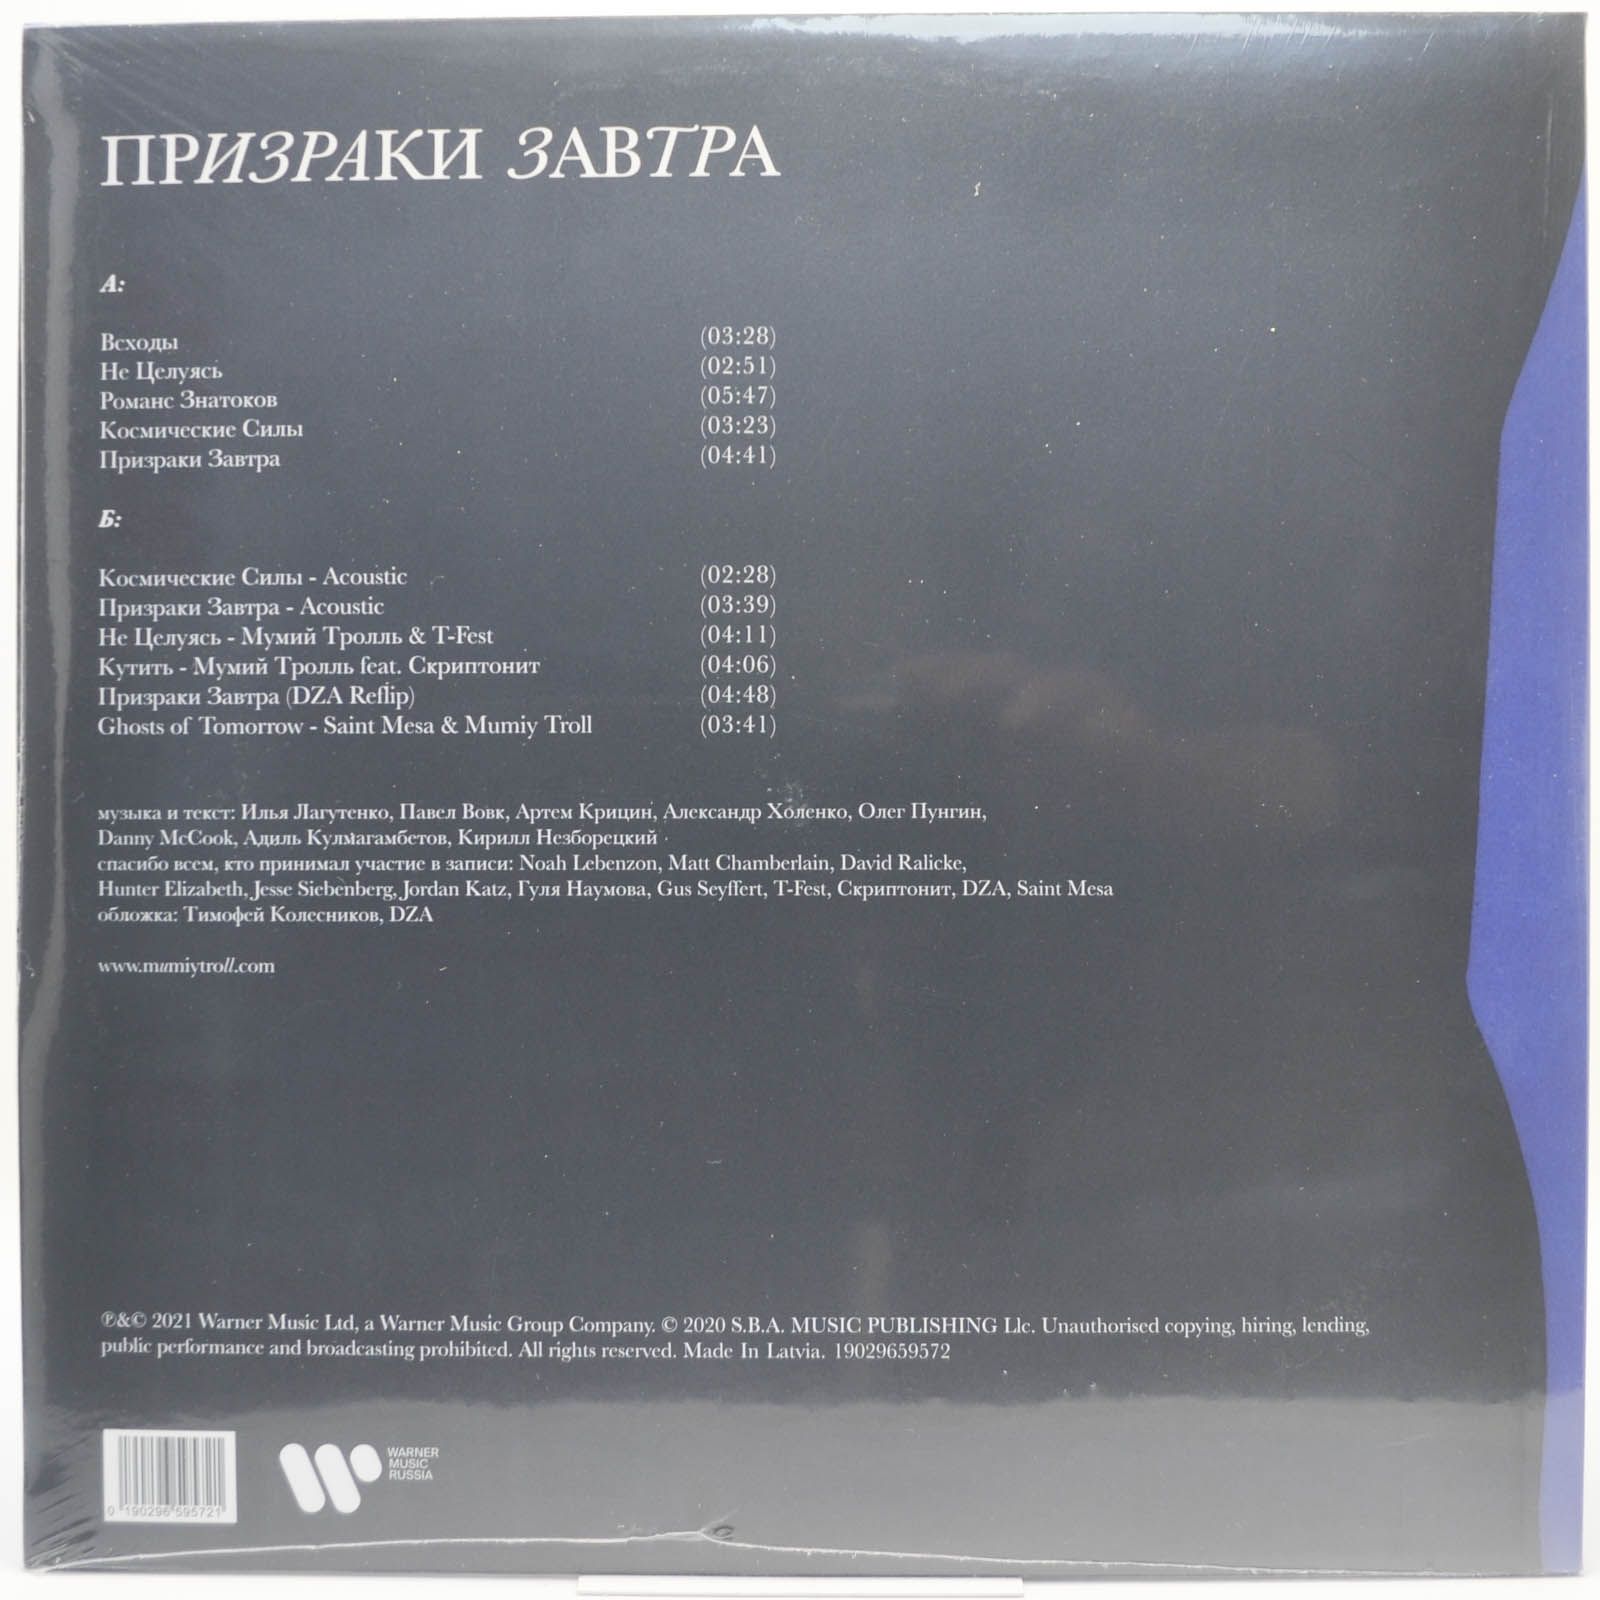 ПРИЗРАКИ ЗАВТРА
А:
Всходы (03:28)
Не Целуясь (02:51)
Романс Знатоков (05:47)
Космические Силы (03:23)
Призраки Завтра (04:41)
Б:
Космические Силы - Acoustic (02:28)
Призраки Завтра - Acoustic (03:39)
Не Целуясь - Мумий Тролль & T-Fest (04:11)
Кутить - Мумий Тролль feat. Скриптонит (04:06)
Призраки Завтра (DZA Reflip) (04:48)
Ghosts of Tomorrow - Saint Mesa & Mumiy Troll (03:41)
музыка и текст: Илья Лагутенко, Павел Вовк, Артем Крицин, Александр Холенко, Олег Пунгин,
Danny McCook, Адиль Кулмагамбетов, Кирилл Незборецкий
спасибо всем, кто принимал участие в записи: Noah Lebenzon, Matt Chamberlain, David Ralicke,
Hunter Elizabeth, Jesse Siebenberg, Jordan Katz, Гуля Наумова, Gus Seyffert, T-Fest, Скриптонит, DZA, Saint Mesa
обложка: Тимофей Колесников, DZA
www.mumiytroll.com
℗&© 2021 Warner Music Ltd, a Warner Music Group Company. © 2020 S.B.A. MUSIC PUBLISHING Llc. Unauthorised copying, hiring, lending,
public performance and broadcasting prohibited. All rights reserved. Made In Latvia. 19029659572
0 190296 595721
WARNER
MUSIC
RUSSIA